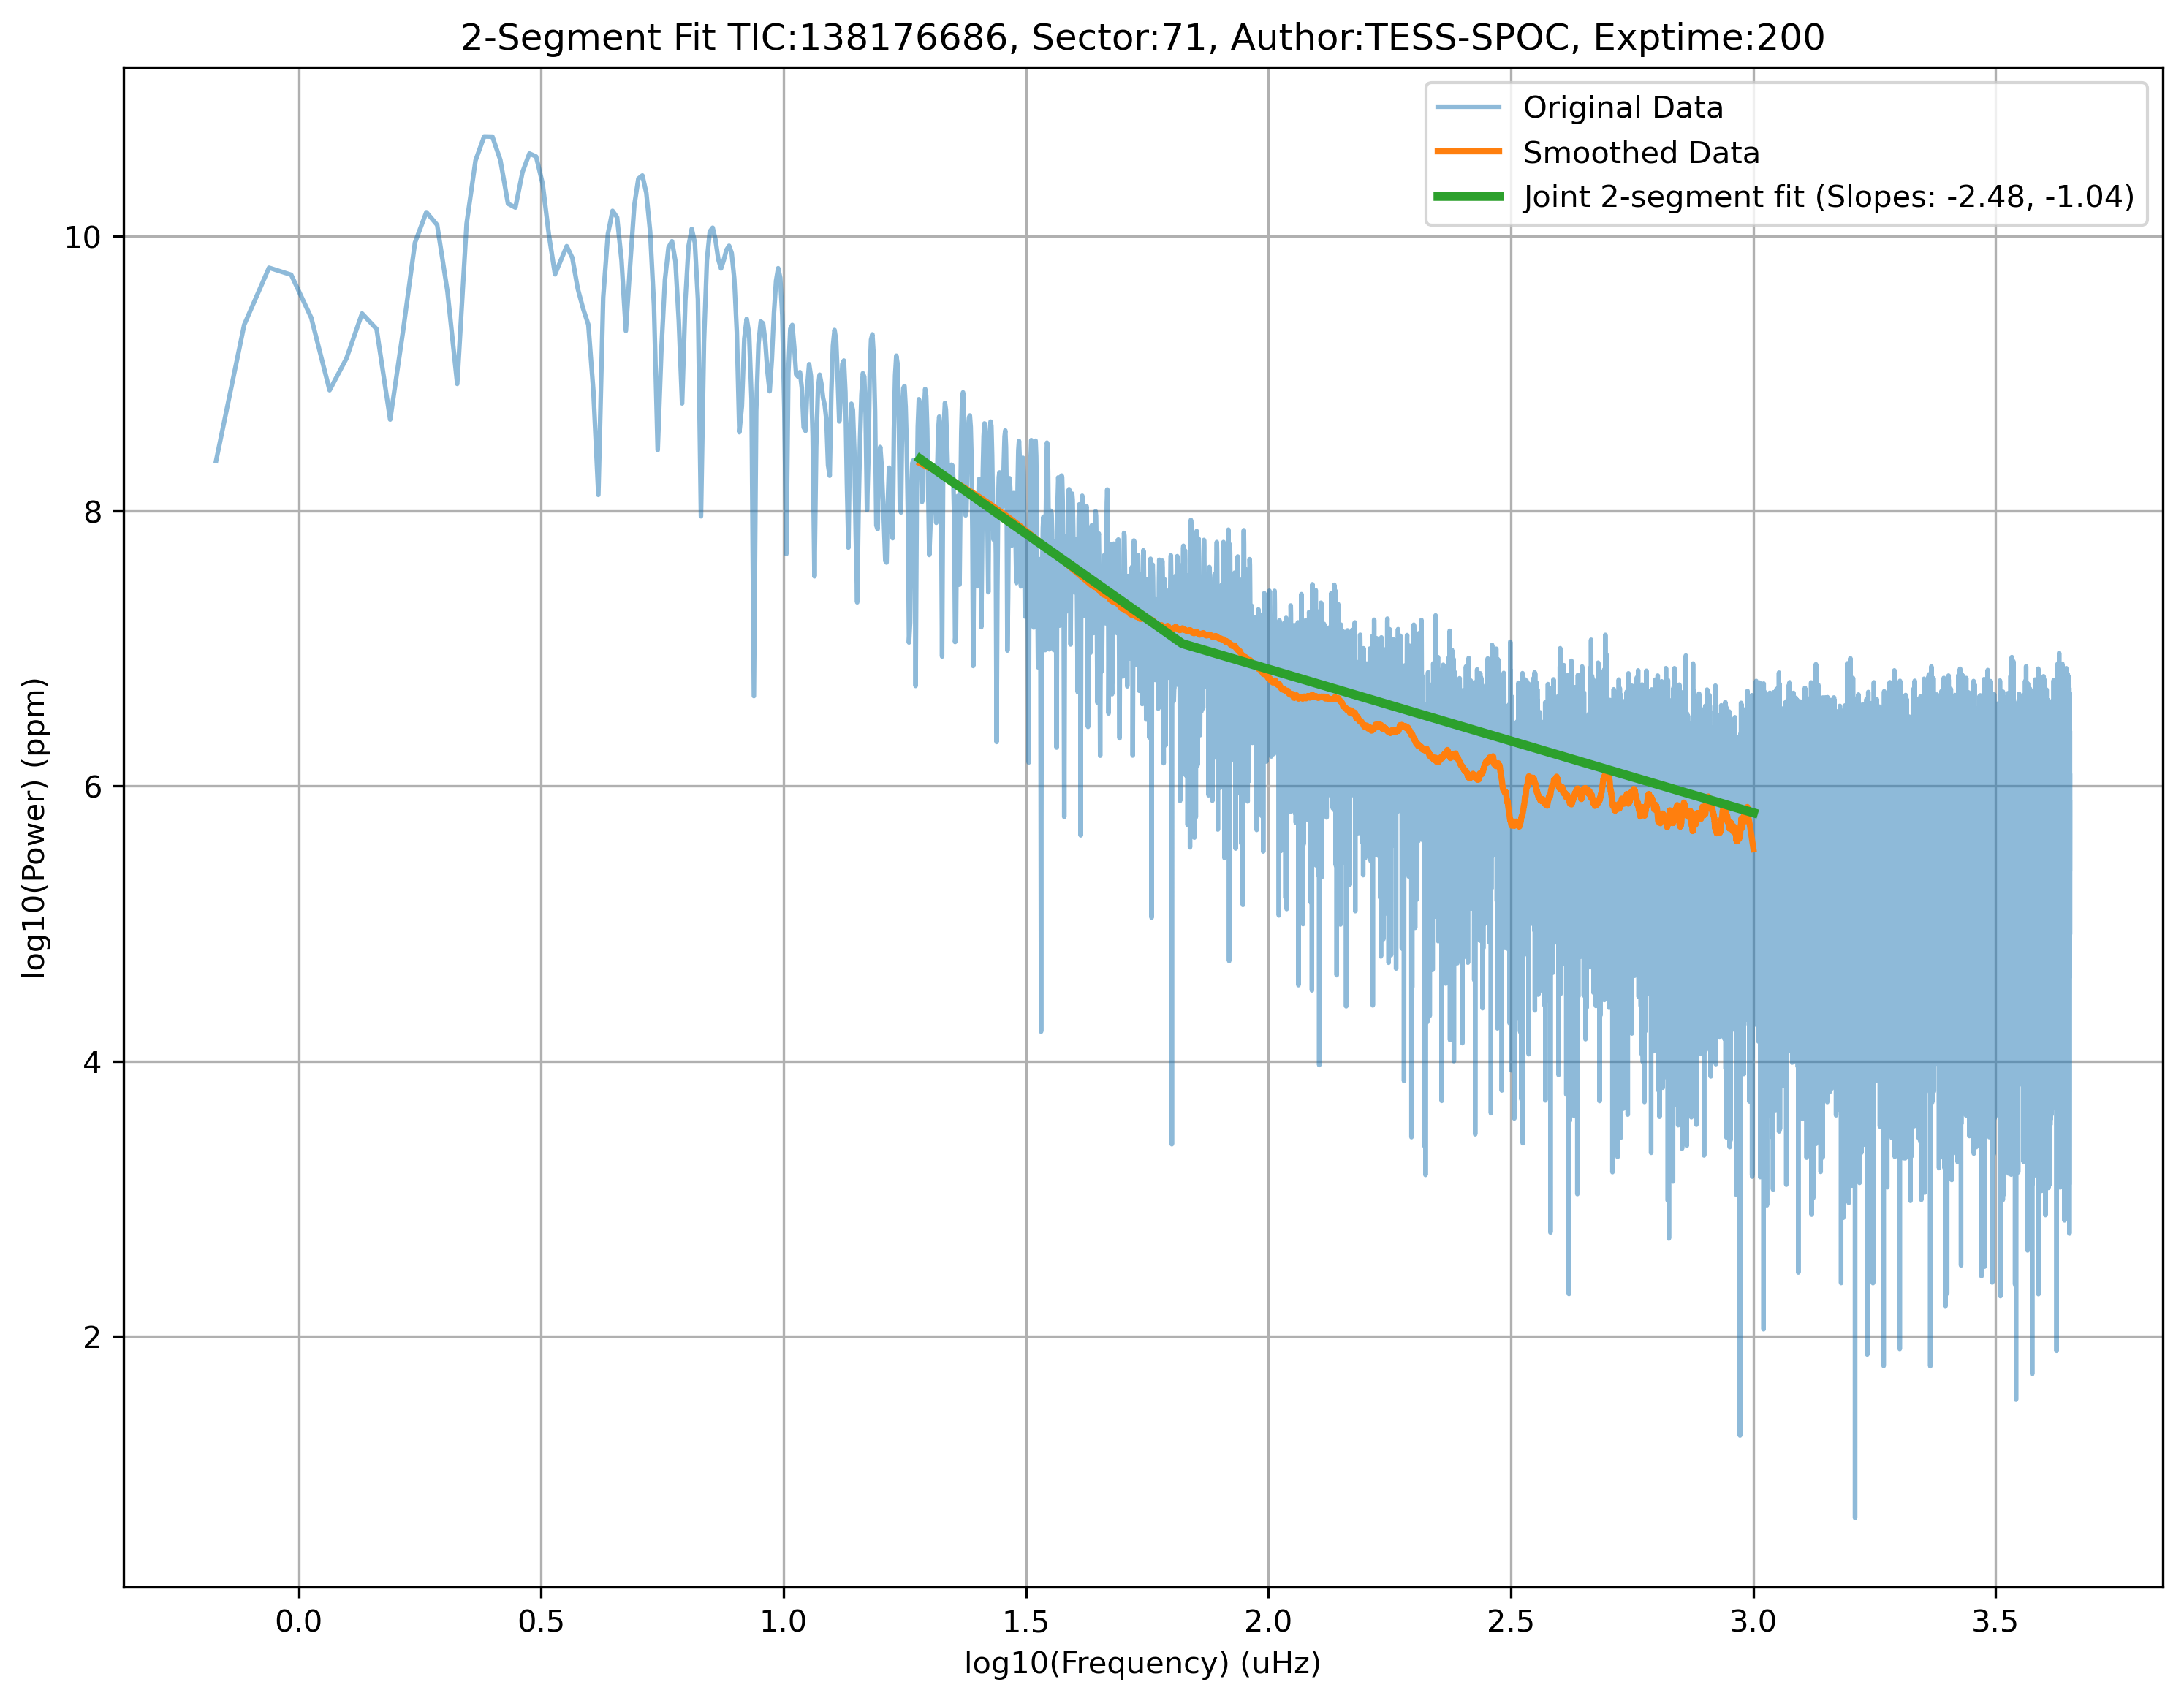 2-Segment Fit TIC:138176686, Sector:71, Author:TESS-SPOC, Exptime:200
Original Data
Smoothed Data
Joint 2-segment fit (Slopes: -2.48, -1.04)
log10(Power) (ppm)
10
8
6
4
2
0.0 0.5 1.0 1.5 2.0 2.5 3.0 3.5
log10(Frequency) (uHz)